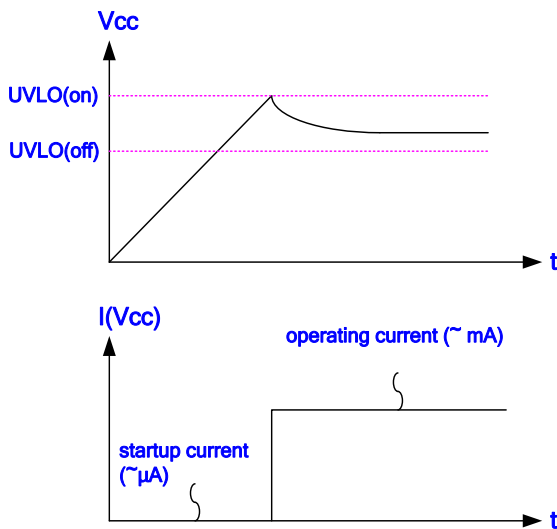 Vcc
UVLO(on)
UVLO(off)
t
I(Vcc)
operating current (~ mA)
startup current
(~µA)
t